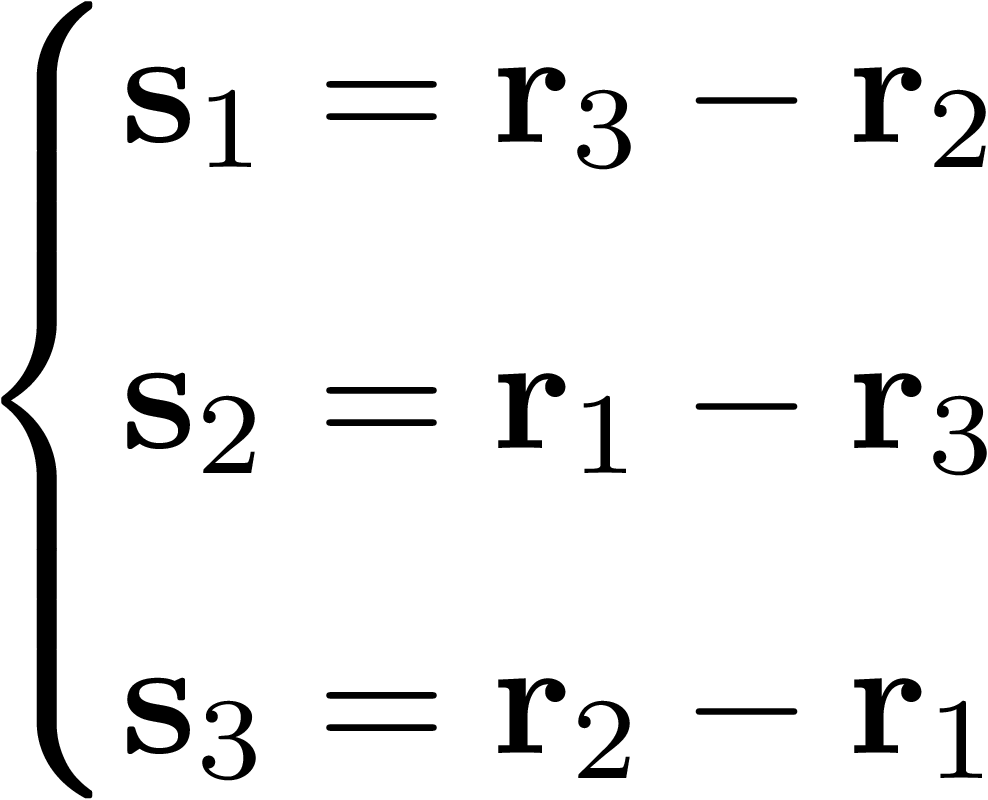 s₁ = r₃ − r₂
s₂ = r₁ − r₃
s₃ = r₂ − r₁